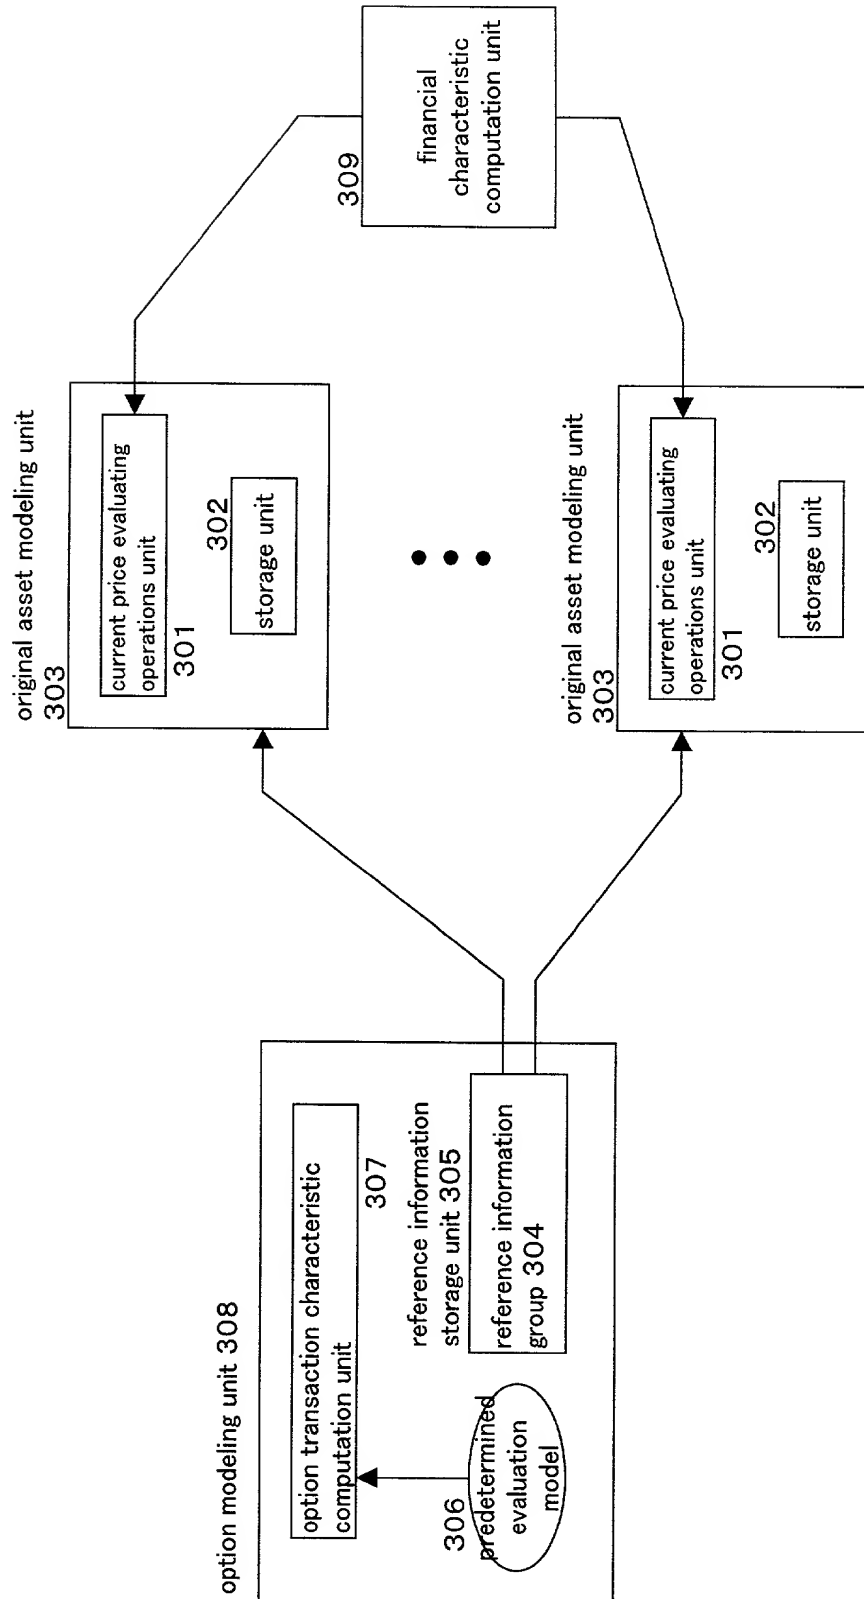 option modeling unit 308
option transaction characteristic
computation unit
307
306
predetermined
evaluation
model
reference information
storage unit 305
reference information
group 304
original asset modeling unit
303
current price evaluating
operations unit
301
302
storage unit
original asset modeling unit
303
current price evaluating
operations unit
301
302
storage unit
309
financial
characteristic
computation unit